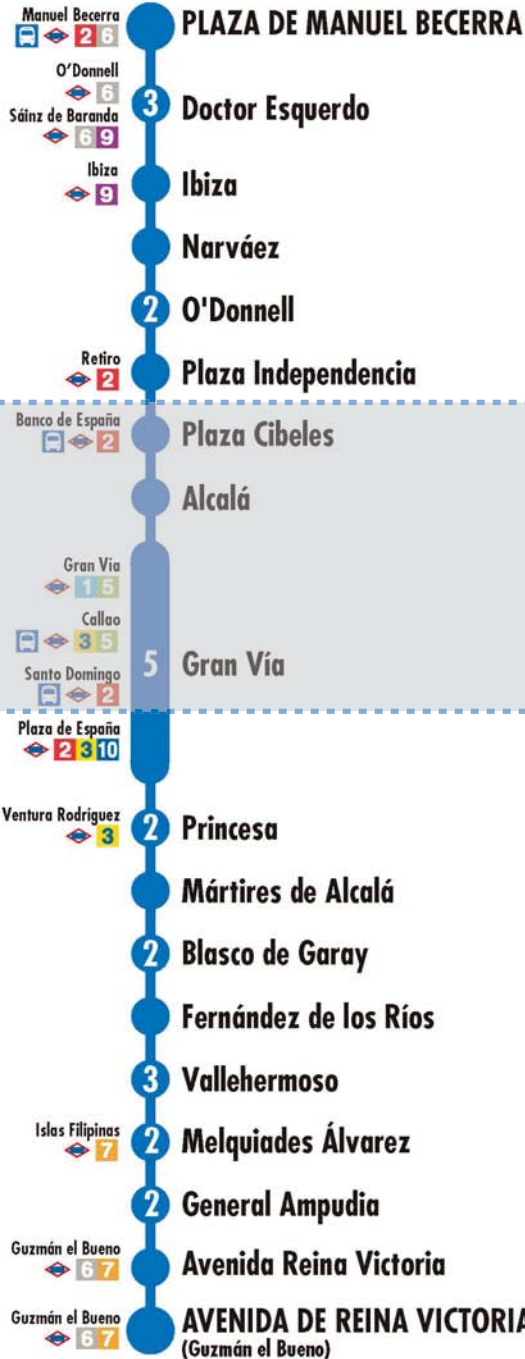 Manuel Becerra
2 6
PLAZA DE MANUEL BECERRA
O'Donnell
6
Sáinz de Baranda
6 9
3
Doctor Esquerdo
Ibiza
9
Ibiza
Narváez
2
O'Donnell
Retiro
2
Plaza Independencia
Banco de España
2
Plaza Cibeles
Alcalá
Gran Via
1 5
Callao
3 5
Santo Domingo
2
5
Gran Vía
Plaza de España
2 3 10
Ventura Rodríguez
3
2
Princesa
Mártires de Alcalá
2
Blasco de Garay
Fernández de los Ríos
3
Vallehermoso
Islas Filipinas
7
2
Melquiades Álvarez
2
General Ampudia
Guzmán el Bueno
6 7
Avenida Reina Victoria
Guzmán el Bueno
6 7
AVENIDA DE REINA VICTORIA
(Guzmán el Bueno)